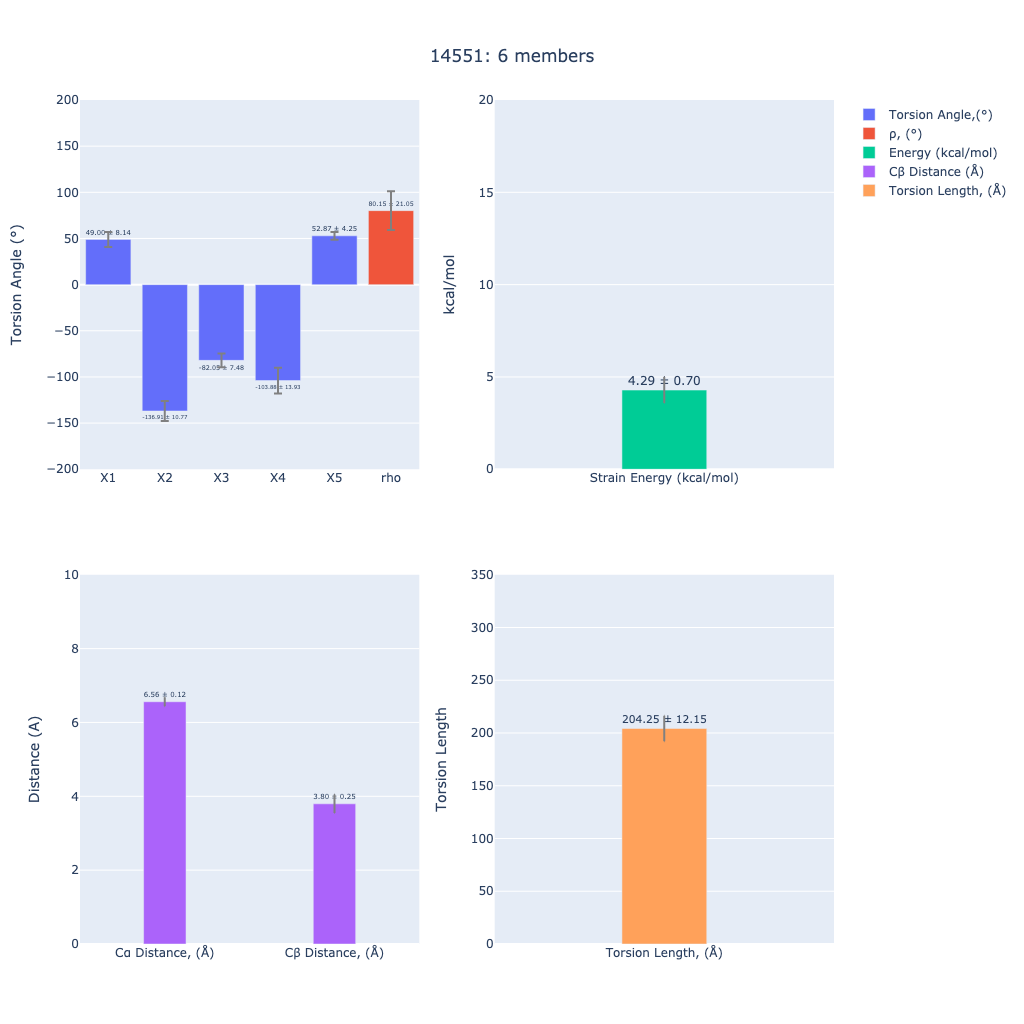 14551: 6 members
Torsion Angle (°)
200
150
100
50
0
−50
−100
−150
−200
49.00 ± 8.14
-136.91 ± 10.77
-82.05 ± 7.48
-103.88 ± 13.93
52.87 ± 4.25
80.15 ± 21.05
X1 X2 X3 X4 X5 rho
kcal/mol
20
15
10
5
0
4.29 ± 0.70
Strain Energy (kcal/mol)
Torsion Angle,(°)
ρ, (°)
Energy (kcal/mol)
Cβ Distance (Å)
Torsion Length, (Å)
Distance (A)
10
8
6
4
2
0
6.56 ± 0.12
3.80 ± 0.25
Cα Distance, (Å) Cβ Distance, (Å)
Torsion Length
350
300
250
200
150
100
50
0
204.25 ± 12.15
Torsion Length, (Å)